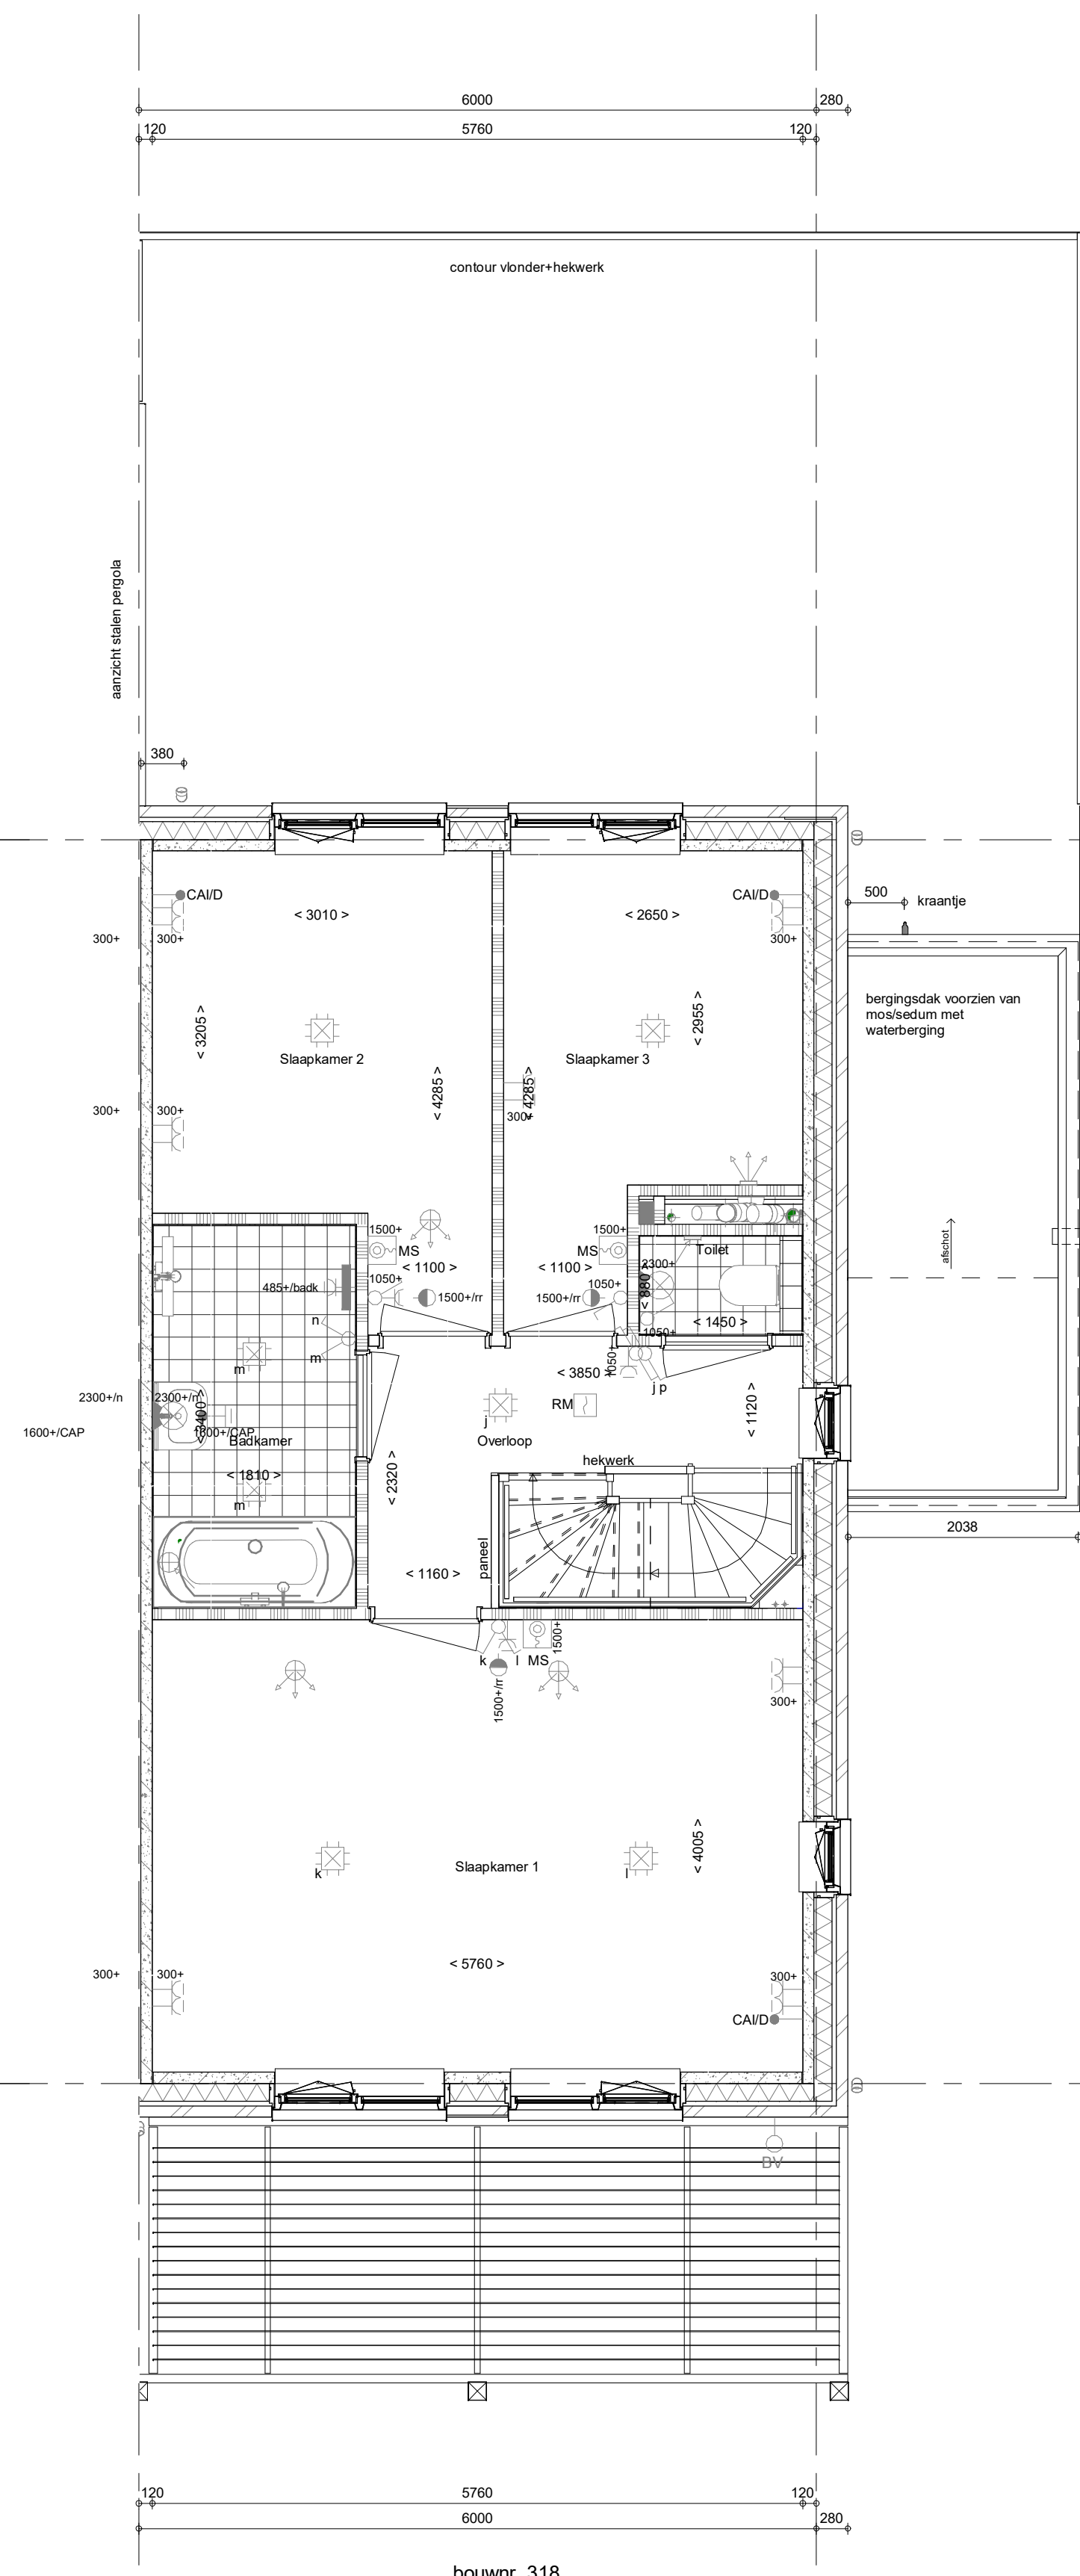 6000
280
120
5760
120
contour vlonder+hekwerk
aanzicht stalen pergola
380
CAI/D
< 3010 >
< 2650 >
CAI/D
500
kraantje
300+
300+
300+
bergingsdak voorzien van
mos/sedum met
waterberging
< 3205 >
< 2955 >
Slaapkamer 2
Slaapkamer 3
< 4285 >
< 4285 >
300+
300+
300+
1500+
MS
< 1100 >
1500+
MS
< 1100 >
Toilet
2300+
afschot
485+/badk
1050+
1500+/rr
1500+/rr
1050+
< 880 >
< 1450 >
n
m
m
1050+
1050+
< 3850 >
j p
2300+/n
2300+/n
1600+/CAP
1600+/CAP
< 3400 >
Badkamer
< 1810 >
m
j
RM
Overloop
< 1120 >
hekwerk
< 2320 >
paneel
< 1160 >
2038
k
l
MS
1500+
1500+/rr
300+
k
Slaapkamer 1
l
< 4005 >
< 5760 >
300+
300+
300+
CAI/D
BV
120
5760
120
6000
280
bouwnr. 318